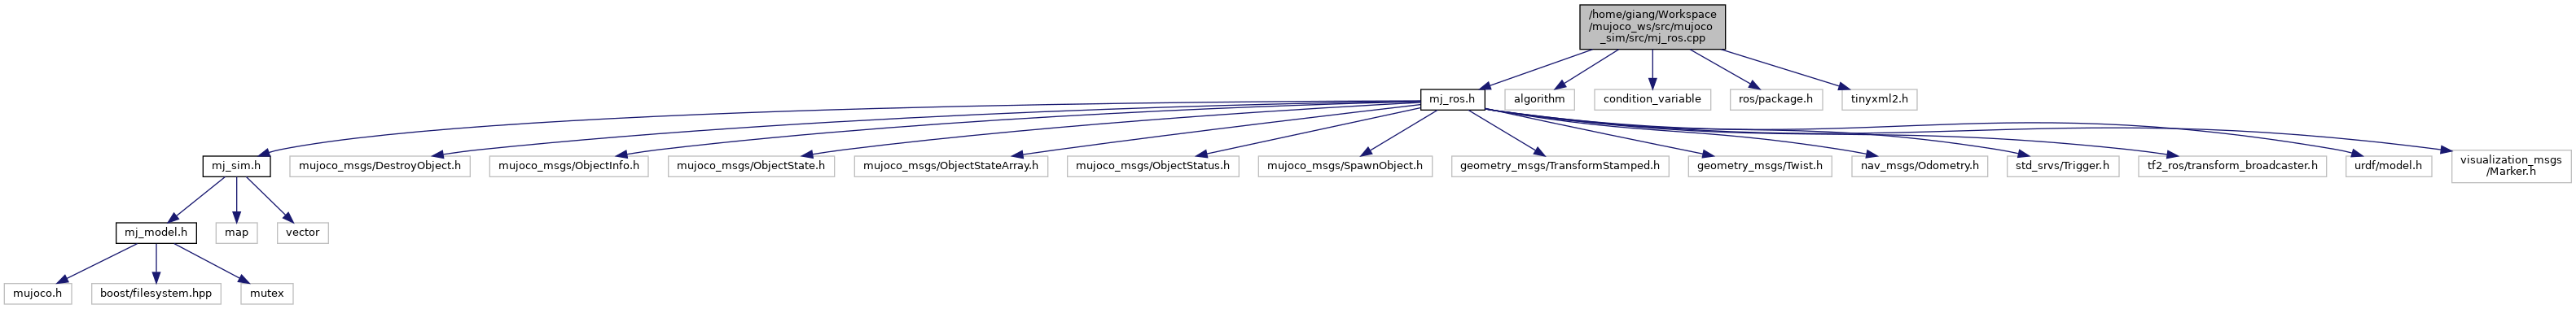 /home/giang/Workspace
/mujoco_ws/src/mujoco
_sim/src/mj_ros.cpp
mj_ros.h
algorithm
condition_variable
ros/package.h
tinyxml2.h
mj_sim.h
mujoco_msgs/DestroyObject.h
mujoco_msgs/ObjectInfo.h
mujoco_msgs/ObjectState.h
mujoco_msgs/ObjectStateArray.h
mujoco_msgs/ObjectStatus.h
mujoco_msgs/SpawnObject.h
geometry_msgs/TransformStamped.h
geometry_msgs/Twist.h
nav_msgs/Odometry.h
std_srvs/Trigger.h
tf2_ros/transform_broadcaster.h
urdf/model.h
visualization_msgs
/Marker.h
mj_model.h
map
vector
mujoco.h
boost/filesystem.hpp
mutex